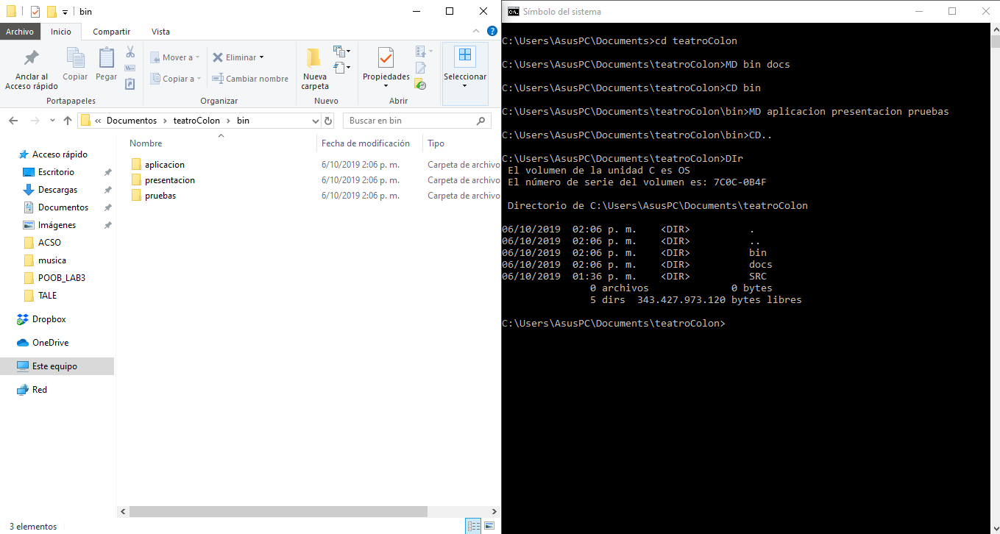 bin
Archivo Inicio Compartir Vista
Anclar al Acceso rápido
Copiar
Pegar
Mover a
Copiar a
Eliminar
Cambiar nombre
Nueva carpeta
Propiedades
Seleccionar
Portapapeles Organizar Nuevo Abrir
« Documentos > teatroColon > bin
Buscar en bin
Nombre Fecha de modificación Tipo
aplicacion 6/10/2019 2:06 p. m. Carpeta de archivo
presentacion 6/10/2019 2:06 p. m. Carpeta de archivo
pruebas 6/10/2019 2:06 p. m. Carpeta de archivo
Acceso rápido
Escritorio
Descargas
Documentos
Imágenes
ACSO
musica
POOB_LAB3
TALE
Dropbox
OneDrive
Este equipo
Red
3 elementos
Símbolo del sistema
C:\Users\AsusPC\Documents>cd teatroColon
C:\Users\AsusPC\Documents\teatroColon>MD bin docs
C:\Users\AsusPC\Documents\teatroColon>CD bin
C:\Users\AsusPC\Documents\teatroColon\bin>MD aplicacion presentacion pruebas
C:\Users\AsusPC\Documents\teatroColon\bin>CD..
C:\Users\AsusPC\Documents\teatroColon>DIr
El volumen de la unidad C es OS
El número de serie del volumen es: 7C0C-0B4F
Directorio de C:\Users\AsusPC\Documents\teatroColon
06/10/2019 02:06 p. m. <DIR> .
06/10/2019 02:06 p. m. <DIR> ..
06/10/2019 02:06 p. m. <DIR> bin
06/10/2019 02:06 p. m. <DIR> docs
06/10/2019 01:36 p. m. <DIR> SRC
0 archivos 0 bytes
5 dirs 343.427.973.120 bytes libres
C:\Users\AsusPC\Documents\teatroColon>